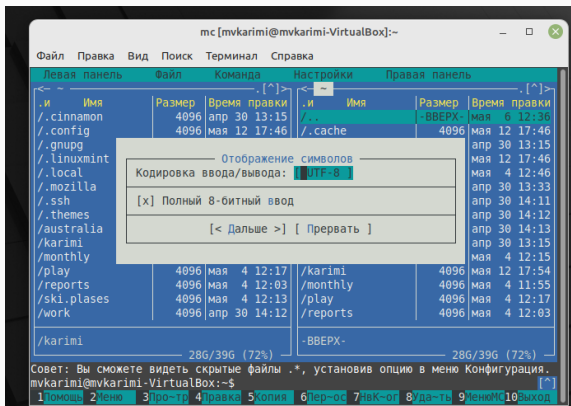 mc [mvkarimi@mvkarimi-VirtualBox]:~
Файл Правка Вид Поиск Терминал Справка
Левая панель Файл Команда Настройки Правая панель
<- ~ .[^]> <- ~ .[^]>
.и Имя Размер Время правки .и Имя Размер Время правки
/.cinnamon 4096 апр 30 13:15 /.. -ВВЕРХ- мая 6 12:36
/.config 4096 мая 12 17:46 /.cache 4096 мая 12 17:46
/.gnupg апр 30 13:15
/.linuxmint Отображение символов мая 12 17:46
/.local Кодировка ввода/вывода: [ UTF-8 ] мая 4 12:46
/.mozilla апр 30 13:33
/.ssh [x] Полный 8-битный ввод апр 30 14:11
/.themes апр 30 14:12
/australia [< Дальше >] [ Прервать ] апр 30 14:13
/karimi апр 30 13:15
/monthly мая 4 12:15
/play 4096 мая 4 12:17 /karimi 4096 мая 12 17:54
/reports 4096 мая 4 12:03 /monthly 4096 мая 4 11:55
/ski.plases 4096 мая 4 12:13 /play 4096 мая 4 12:17
/work 4096 апр 30 14:12 /reports 4096 мая 4 12:03
/karimi -ВВЕРХ-
28G/39G (72%) 28G/39G (72%)
Совет: Вы сможете видеть скрытые файлы .*, установив опцию в меню Конфигурация.
mvkarimi@mvkarimi-VirtualBox:~$ [^]
1Помощь 2Меню 3Про~тр 4Правка 5Копия 6Пер~ос 7НвК~ог 8Уда~ть 9МенюMC 10Выход